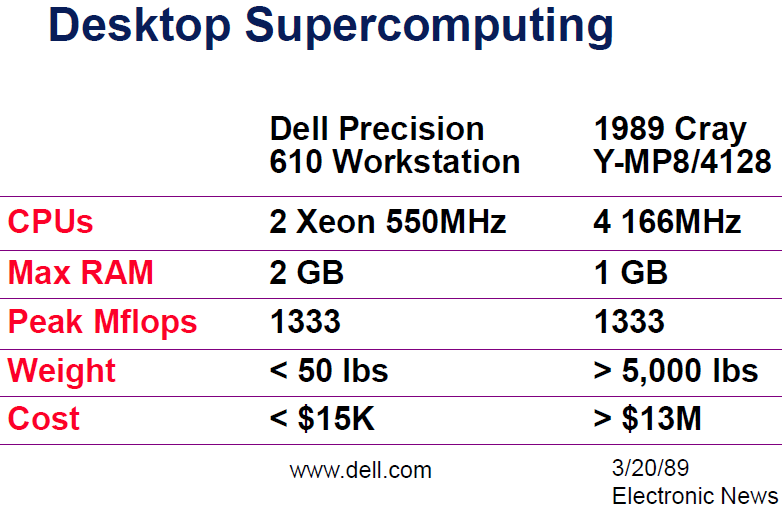 Desktop Supercomputing
Dell Precision 1989 Cray
610 Workstation Y-MP8/4128
CPUs 2 Xeon 550MHz 4 166MHz
Max RAM 2 GB 1 GB
Peak Mflops 1333 1333
Weight < 50 lbs > 5,000 lbs
Cost < $15K > $13M
www.dell.com 3/20/89
Electronic News